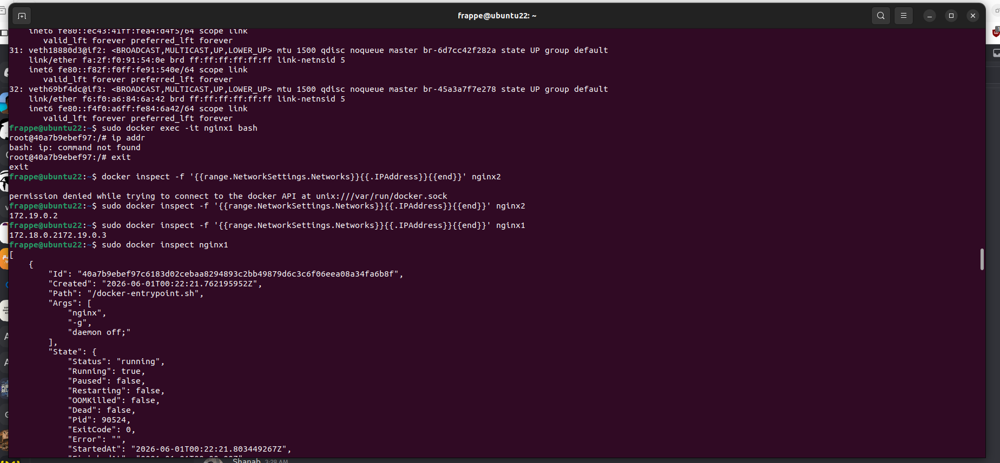 frappe@ubuntu22: ~
inet6 fe80::ec43:41ff:fea4:d4f5/64 scope link
valid_lft forever preferred_lft forever
31: veth18880d3@if2: <BROADCAST,MULTICAST,UP,LOWER_UP> mtu 1500 qdisc noqueue master br-6d7cc42f282a state UP group default
link/ether fa:2f:f0:91:54:0e brd ff:ff:ff:ff:ff:ff link-netnsid 5
inet6 fe80::f82f:f0ff:fe91:540e/64 scope link
valid_lft forever preferred_lft forever
32: veth69bf4dc@if3: <BROADCAST,MULTICAST,UP,LOWER_UP> mtu 1500 qdisc noqueue master br-45a3a7f7e278 state UP group default
link/ether f6:f0:a6:84:6a:42 brd ff:ff:ff:ff:ff:ff link-netnsid 5
inet6 fe80::f4f0:a6ff:fe84:6a42/64 scope link
valid_lft forever preferred_lft forever
frappe@ubuntu22:~$ sudo docker exec -it nginx1 bash
root@40a7b9ebef97:/# ip addr
bash: ip: command not found
root@40a7b9ebef97:/# exit
exit
frappe@ubuntu22:~$ docker inspect -f '{{range.NetworkSettings.Networks}}{{.IPAddress}}{{end}}' nginx2
permission denied while trying to connect to the docker API at unix:///var/run/docker.sock
frappe@ubuntu22:~$ sudo docker inspect -f '{{range.NetworkSettings.Networks}}{{.IPAddress}}{{end}}' nginx2
172.19.0.2
frappe@ubuntu22:~$ sudo docker inspect -f '{{range.NetworkSettings.Networks}}{{.IPAddress}}{{end}}' nginx1
172.18.0.2172.19.0.3
frappe@ubuntu22:~$ sudo docker inspect nginx1
[
{
"Id": "40a7b9ebef97c6183d02cebaa8294893c2bb49879d6c3c6f06eea08a34fa6b8f",
"Created": "2026-06-01T00:22:21.762195952Z",
"Path": "/docker-entrypoint.sh",
"Args": [
"nginx",
"-g",
"daemon off;"
],
"State": {
"Status": "running",
"Running": true,
"Paused": false,
"Restarting": false,
"OOMKilled": false,
"Dead": false,
"Pid": 90524,
"ExitCode": 0,
"Error": "",
"StartedAt": "2026-06-01T00:22:21.803449267Z",
Shanab 3:28 AM